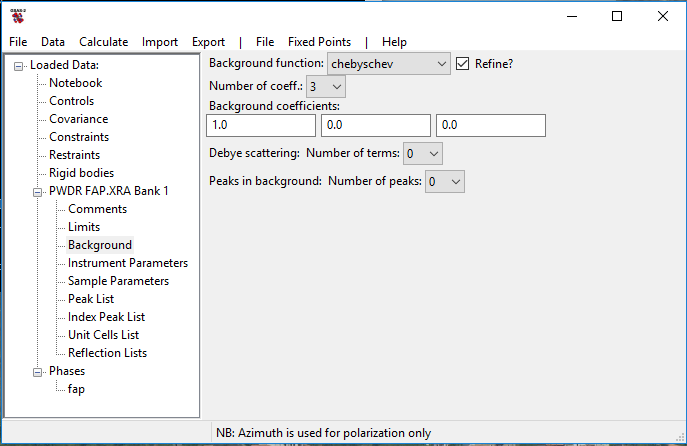 GSAS-II
File Data Calculate Import Export | File Fixed Points | Help
Loaded Data:
Notebook
Controls
Covariance
Constraints
Restraints
Rigid bodies
PWDR FAP.XRA Bank 1
Comments
Limits
Background
Instrument Parameters
Sample Parameters
Peak List
Index Peak List
Unit Cells List
Reflection Lists
Phases
fap
Background function: chebyschev Refine?
Number of coeff.: 3
Background coefficients:
1.0 0.0 0.0
Debye scattering: Number of terms: 0
Peaks in background: Number of peaks: 0
NB: Azimuth is used for polarization only